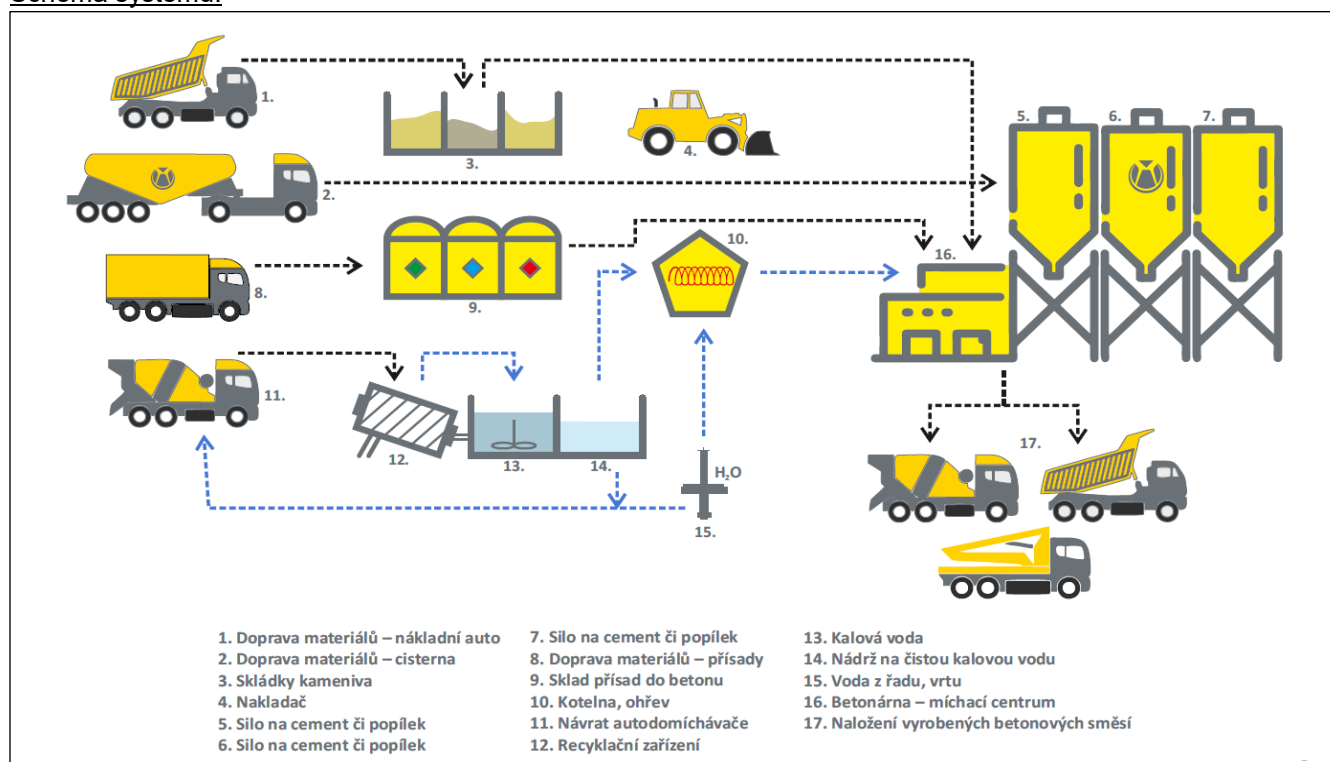 Schéma systému:
1.
2.
3.
4.
5.
6.
7.
8.
9.
10.
16.
11.
12.
13.
14.
H₂O
15.
17.
1. Doprava materiálů – nákladní auto
2. Doprava materiálů – cisterna
3. Skládky kameniva
4. Nakladač
5. Silo na cement či popílek
6. Silo na cement či popílek
7. Silo na cement či popílek
8. Doprava materiálů – přísady
9. Sklad přísad do betonu
10. Kotelna, ohřev
11. Návrat autodomíchávače
12. Recyklační zařízení
13. Kalová voda
14. Nádrž na čistou kalovou vodu
15. Voda z řadu, vrtu
16. Betonárna – míchací centrum
17. Naložení vyrobených betonových směsí